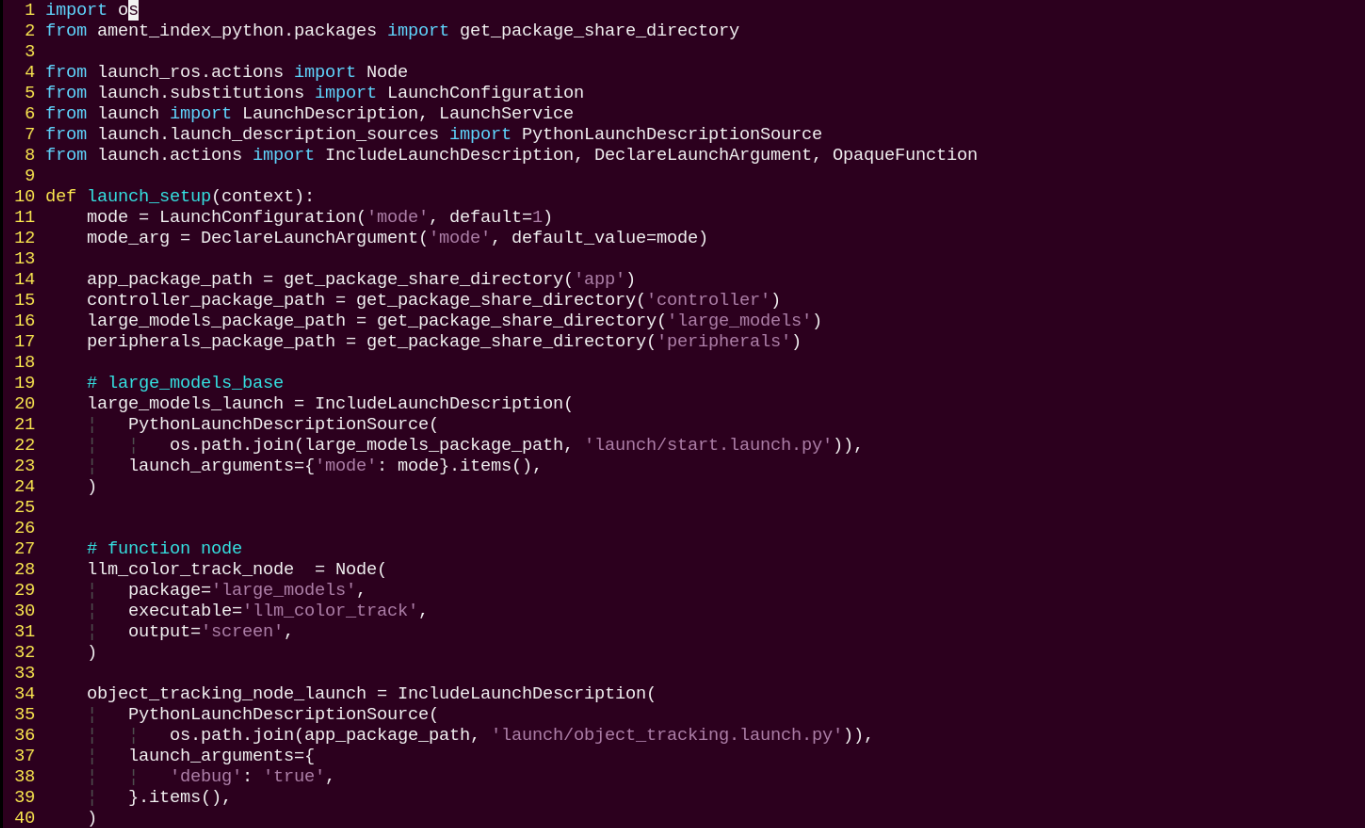 1 import os
2 from ament_index_python.packages import get_package_share_directory
3
4 from launch_ros.actions import Node
5 from launch.substitutions import LaunchConfiguration
6 from launch import LaunchDescription, LaunchService
7 from launch.launch_description_sources import PythonLaunchDescriptionSource
8 from launch.actions import IncludeLaunchDescription, DeclareLaunchArgument, OpaqueFunction
9
10 def launch_setup(context):
11     mode = LaunchConfiguration('mode', default=1)
12     mode_arg = DeclareLaunchArgument('mode', default_value=mode)
13
14     app_package_path = get_package_share_directory('app')
15     controller_package_path = get_package_share_directory('controller')
16     large_models_package_path = get_package_share_directory('large_models')
17     peripherals_package_path = get_package_share_directory('peripherals')
18
19     # large_models_base
20     large_models_launch = IncludeLaunchDescription(
21     ¦   PythonLaunchDescriptionSource(
22     ¦   ¦   os.path.join(large_models_package_path, 'launch/start.launch.py')),
23     ¦   launch_arguments={'mode': mode}.items(),
24     )
25
26
27     # function node
28     llm_color_track_node  = Node(
29     ¦   package='large_models',
30     ¦   executable='llm_color_track',
31     ¦   output='screen',
32     )
33
34     object_tracking_node_launch = IncludeLaunchDescription(
35     ¦   PythonLaunchDescriptionSource(
36     ¦   ¦   os.path.join(app_package_path, 'launch/object_tracking.launch.py')),
37     ¦   launch_arguments={
38     ¦   ¦   'debug': 'true',
39     ¦   }.items(),
40     )